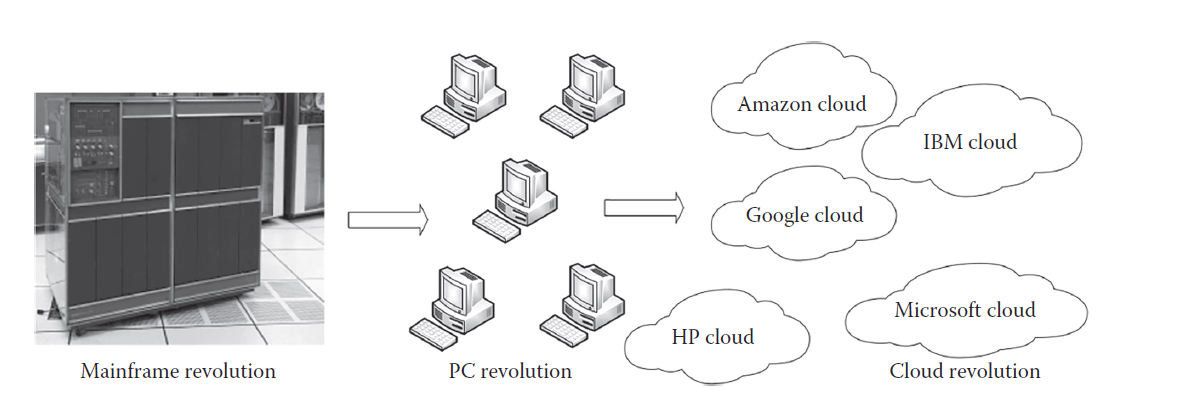 Amazon cloud
IBM cloud
Google cloud
Microsoft cloud
HP cloud
Mainframe revolution
PC revolution
Cloud revolution